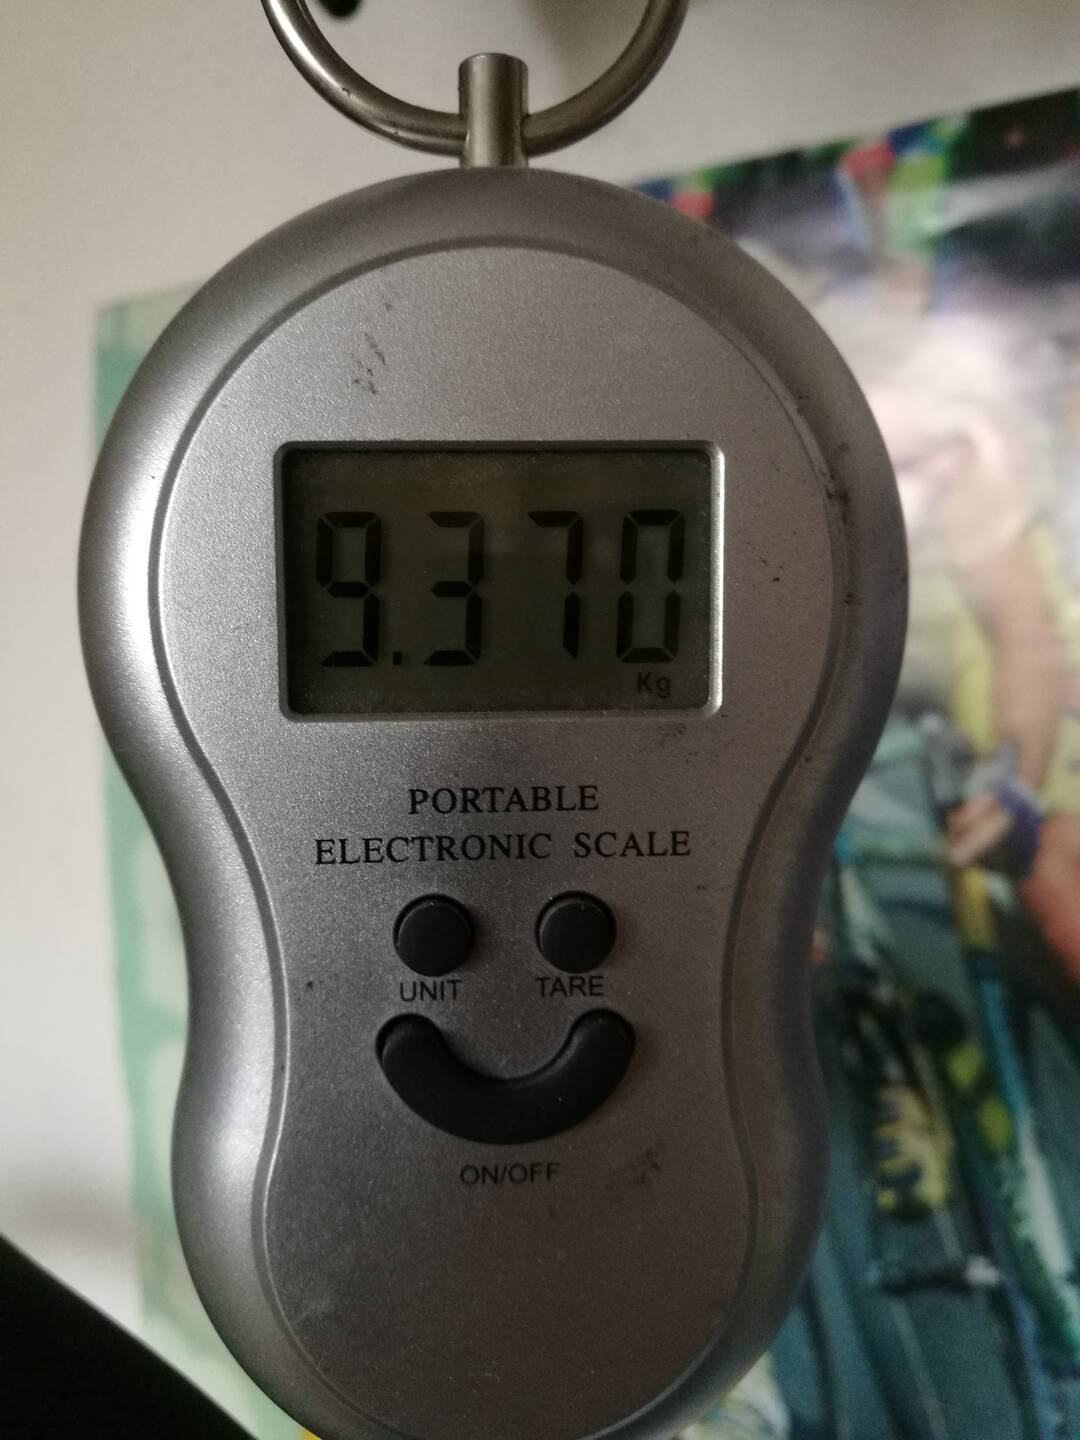 9.370
Kg
PORTABLE
ELECTRONIC SCALE
UNIT TARE
ON/OFF